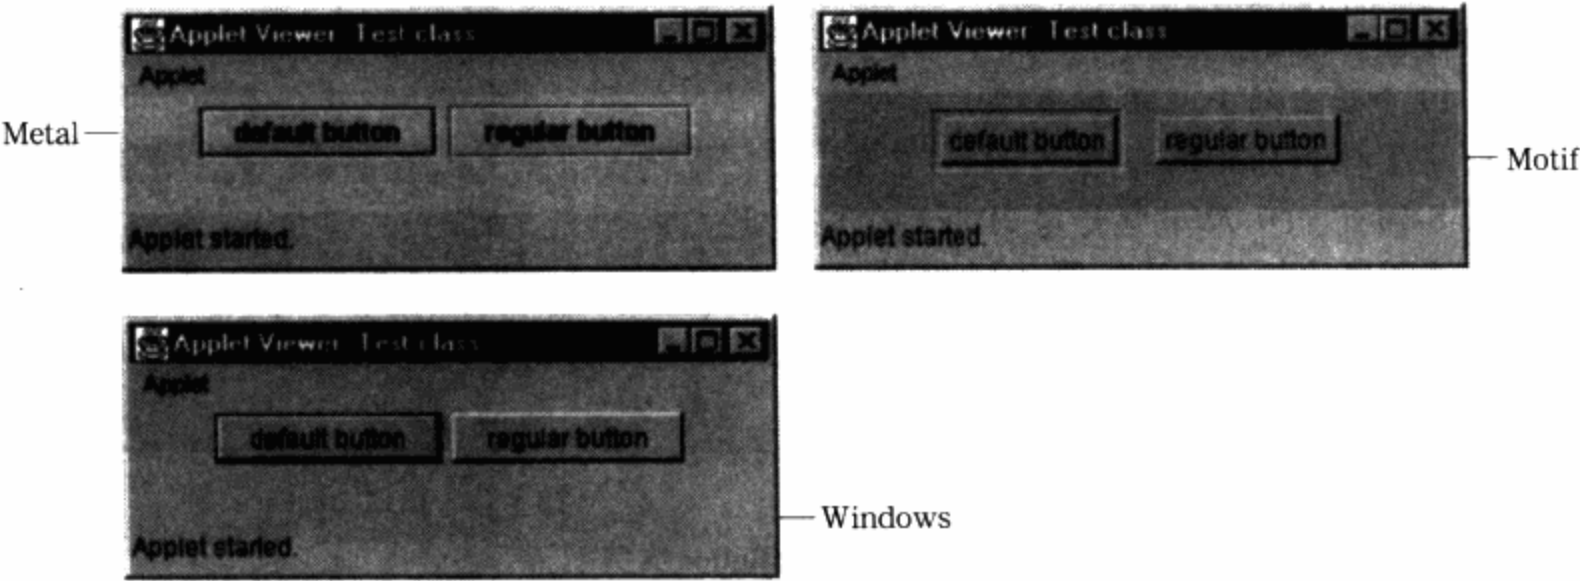 Applet Viewer Test class
Applet
default button regular button
Applet started.
Metal
Applet Viewer Test class
Applet
default button regular button
Applet started.
Motif
Applet Viewer Test class
Applet
default button regular button
Applet started.
Windows